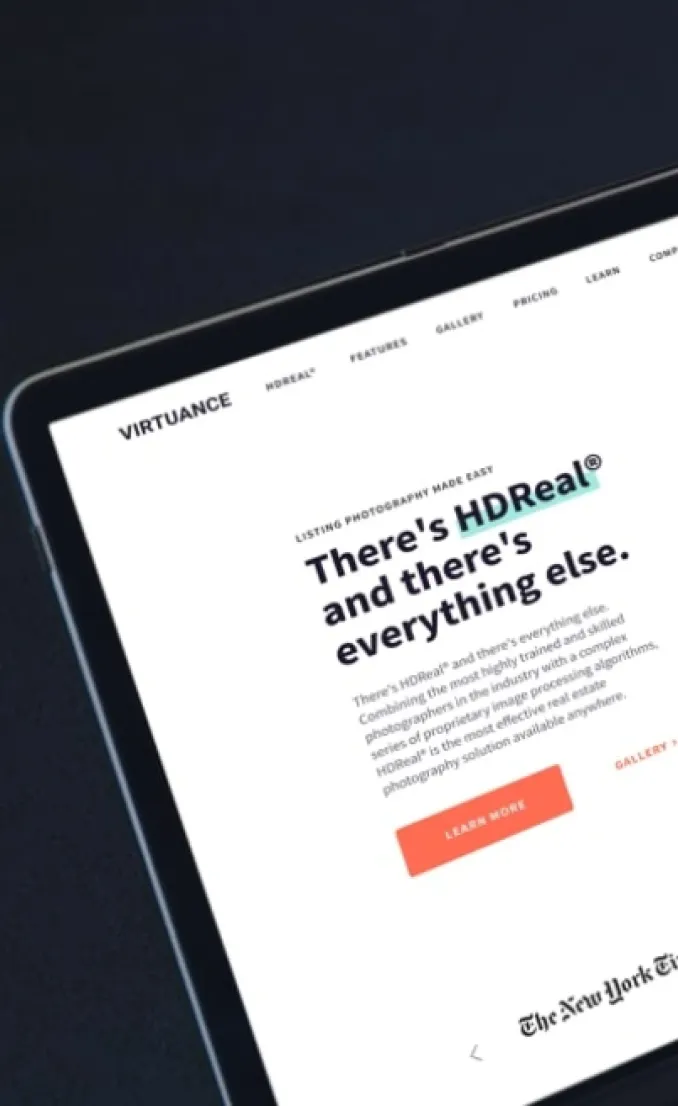 VIRTUANCE
HDREAL®
FEATURES
GALLERY
PRICING
LEARN
COMP
LISTING PHOTOGRAPHY MADE EASY
There's HDReal®
and there's
everything else.
There's HDReal® and there's everything else.
Combining the most highly trained and skilled
photographers in the industry with a complex
series of proprietary image processing algorithms,
HDReal® is the most effective real estate
photography solution available anywhere.
LEARN MORE
GALLERY >
The New York Ti